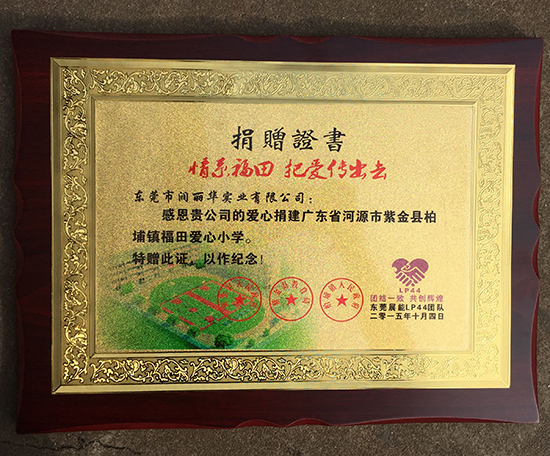 捐贈證書
情系福田 把爱传出去
东莞市润丽华实业有限公司:
感恩贵公司的爱心捐建广东省河源市紫金县柏
埔镇福田爱心小学。
特赠此证,以作纪念!
LP44
团结一致 共创辉煌
东莞展能LP44团队
二零一五年十月四日